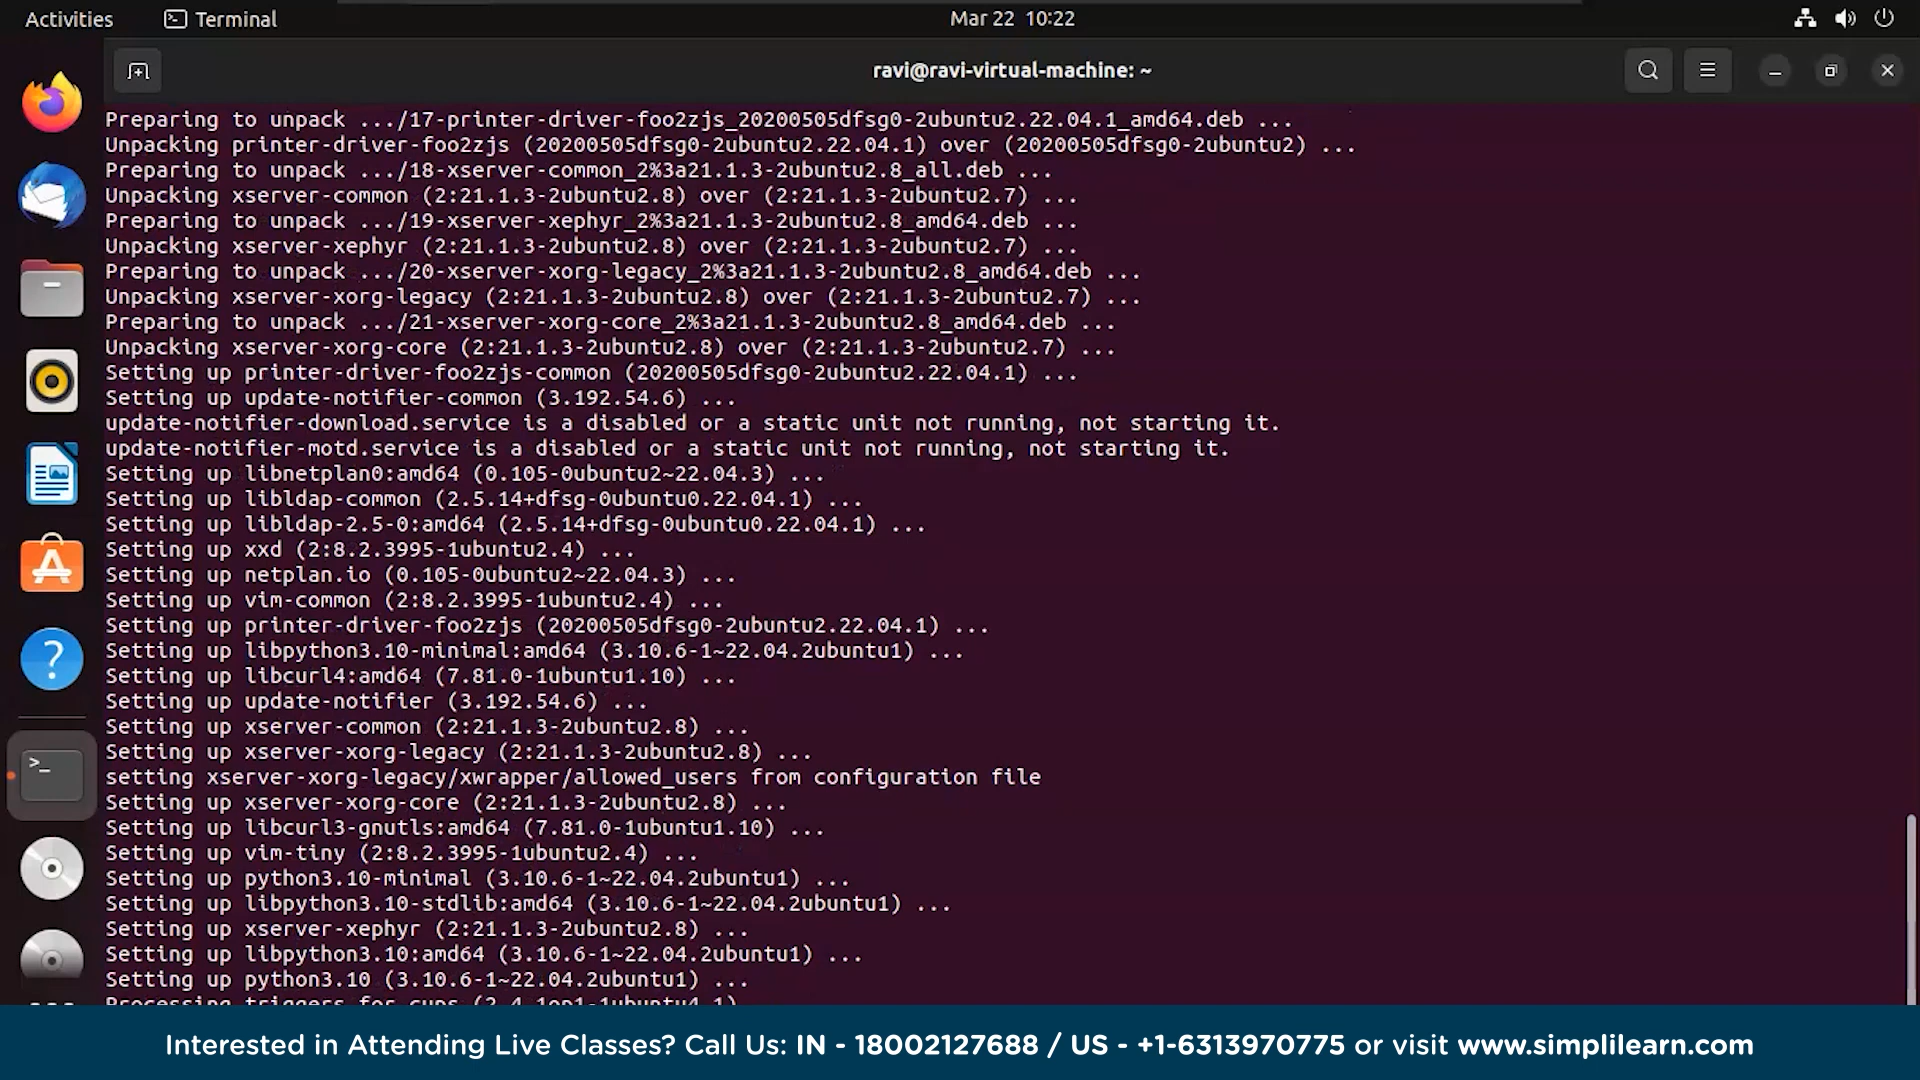 Activities
Terminal
Mar 22 10:22
ravi@ravi-virtual-machine: ~
Preparing to unpack .../17-printer-driver-foo2zjs_20200505dfsg0-2ubuntu2.22.04.1_amd64.deb ...
Unpacking printer-driver-foo2zjs (20200505dfsg0-2ubuntu2.22.04.1) over (20200505dfsg0-2ubuntu2) ...
Preparing to unpack .../18-xserver-common_2%3a21.1.3-2ubuntu2.8_all.deb ...
Unpacking xserver-common (2:21.1.3-2ubuntu2.8) over (2:21.1.3-2ubuntu2.7) ...
Preparing to unpack .../19-xserver-xephyr_2%3a21.1.3-2ubuntu2.8_amd64.deb ...
Unpacking xserver-xephyr (2:21.1.3-2ubuntu2.8) over (2:21.1.3-2ubuntu2.7) ...
Preparing to unpack .../20-xserver-xorg-legacy_2%3a21.1.3-2ubuntu2.8_amd64.deb ...
Unpacking xserver-xorg-legacy (2:21.1.3-2ubuntu2.8) over (2:21.1.3-2ubuntu2.7) ...
Preparing to unpack .../21-xserver-xorg-core_2%3a21.1.3-2ubuntu2.8_amd64.deb ...
Unpacking xserver-xorg-core (2:21.1.3-2ubuntu2.8) over (2:21.1.3-2ubuntu2.7) ...
Setting up printer-driver-foo2zjs-common (20200505dfsg0-2ubuntu2.22.04.1) ...
Setting up update-notifier-common (3.192.54.6) ...
update-notifier-download.service is a disabled or a static unit not running, not starting it.
update-notifier-motd.service is a disabled or a static unit not running, not starting it.
Setting up libnetplan0:amd64 (0.105-0ubuntu2~22.04.3) ...
Setting up libldap-common (2.5.14+dfsg-0ubuntu0.22.04.1) ...
Setting up libldap-2.5-0:amd64 (2.5.14+dfsg-0ubuntu0.22.04.1) ...
Setting up xxd (2:8.2.3995-1ubuntu2.4) ...
Setting up netplan.io (0.105-0ubuntu2~22.04.3) ...
Setting up vim-common (2:8.2.3995-1ubuntu2.4) ...
Setting up printer-driver-foo2zjs (20200505dfsg0-2ubuntu2.22.04.1) ...
Setting up libpython3.10-minimal:amd64 (3.10.6-1~22.04.2ubuntu1) ...
Setting up libcurl4:amd64 (7.81.0-1ubuntu1.10) ...
Setting up update-notifier (3.192.54.6) ...
Setting up xserver-common (2:21.1.3-2ubuntu2.8) ...
Setting up xserver-xorg-legacy (2:21.1.3-2ubuntu2.8) ...
setting xserver-xorg-legacy/xwrapper/allowed_users from configuration file
Setting up xserver-xorg-core (2:21.1.3-2ubuntu2.8) ...
Setting up libcurl3-gnutls:amd64 (7.81.0-1ubuntu1.10) ...
Setting up vim-tiny (2:8.2.3995-1ubuntu2.4) ...
Setting up python3.10-minimal (3.10.6-1~22.04.2ubuntu1) ...
Setting up libpython3.10-stdlib:amd64 (3.10.6-1~22.04.2ubuntu1) ...
Setting up xserver-xephyr (2:21.1.3-2ubuntu2.8) ...
Setting up libpython3.10:amd64 (3.10.6-1~22.04.2ubuntu1) ...
Setting up python3.10 (3.10.6-1~22.04.2ubuntu1) ...
Processing triggers for cups
Interested in Attending Live Classes? Call Us: IN - 18002127688 / US - +1-6313970775 or visit www.simplilearn.com